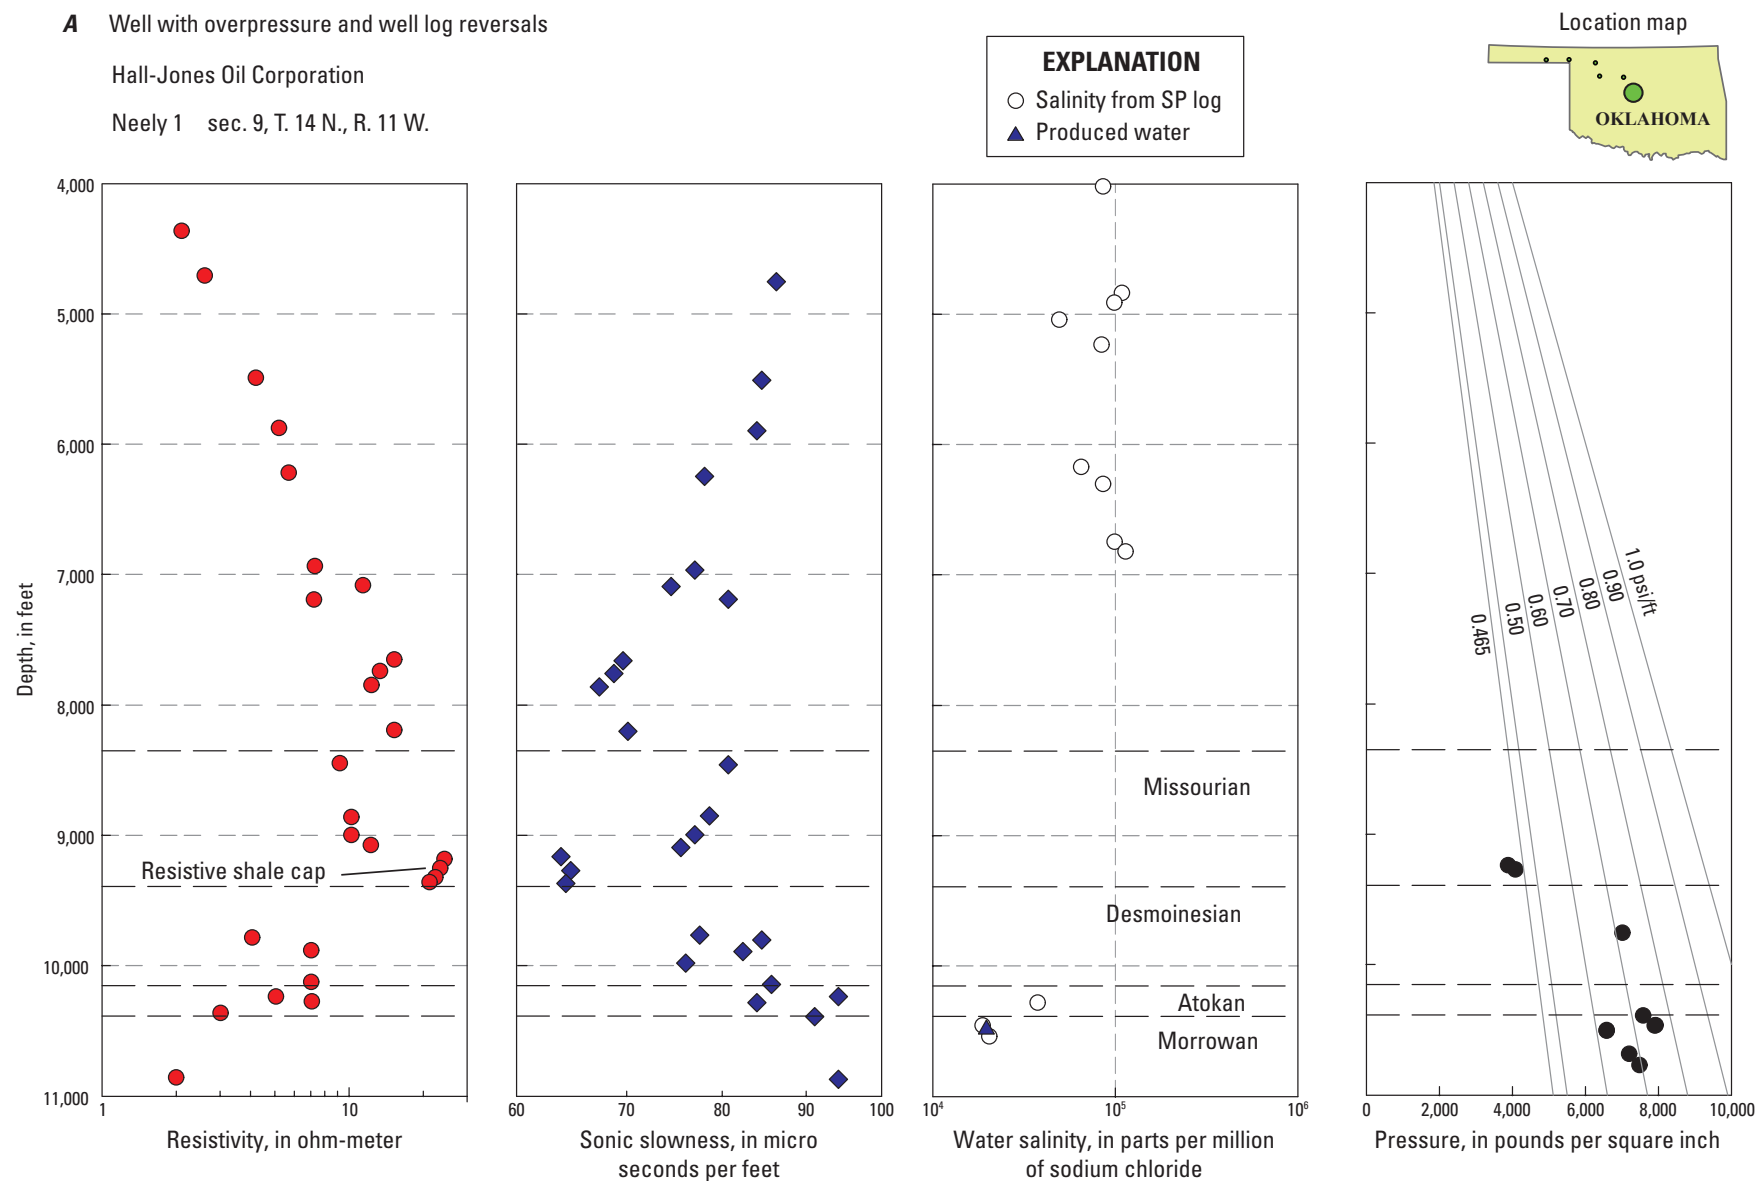 A Well with overpressure and well log reversals
Hall-Jones Oil Corporation
Neely 1 sec. 9, T. 14 N., R. 11 W.
EXPLANATION
Salinity from SP log
Produced water
Location map
OKLAHOMA
Depth, in feet
4,000
5,000
6,000
7,000
8,000
9,000
10,000
11,000
Resistive shale cap
1
10
Resistivity, in ohm-meter
60
70
80
90
100
Sonic slowness, in micro
seconds per feet
Missourian
Desmoinesian
Atokan
Morrowan
10⁴
10⁵
10⁶
Water salinity, in parts per million
of sodium chloride
0.465
0.50
0.60
0.70
0.80
0.90
1.0 psi/ft
0
2,000
4,000
6,000
8,000
10,000
Pressure, in pounds per square inch